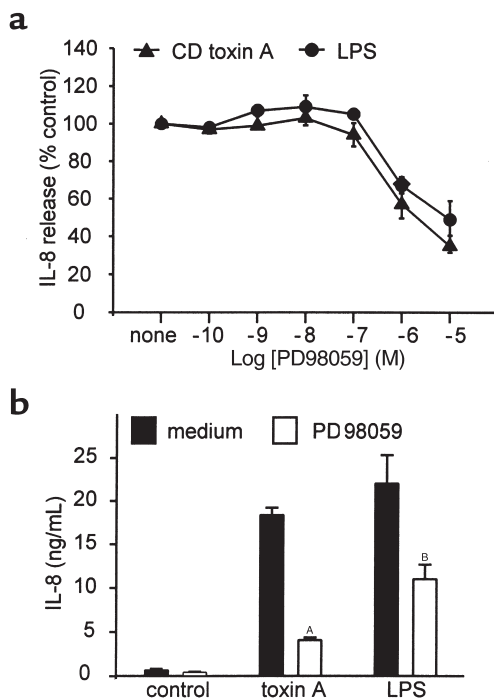 a
CD toxin A LPS
IL-8 release (% control)
140
120
100
80
60
40
20
0
none -10 -9 -8 -7 -6 -5
Log [PD98059] (M)
b
medium PD98059
IL-8 (ng/mL)
25
20
15
10
5
0
A
B
control toxin A LPS